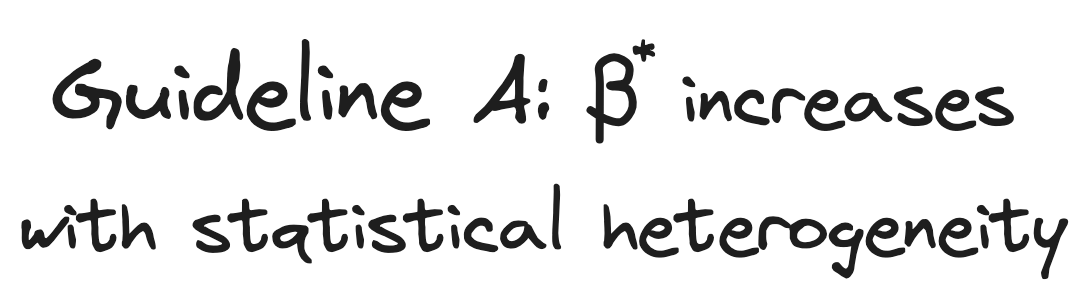 Guideline A: β* increases
with statistical heterogeneity